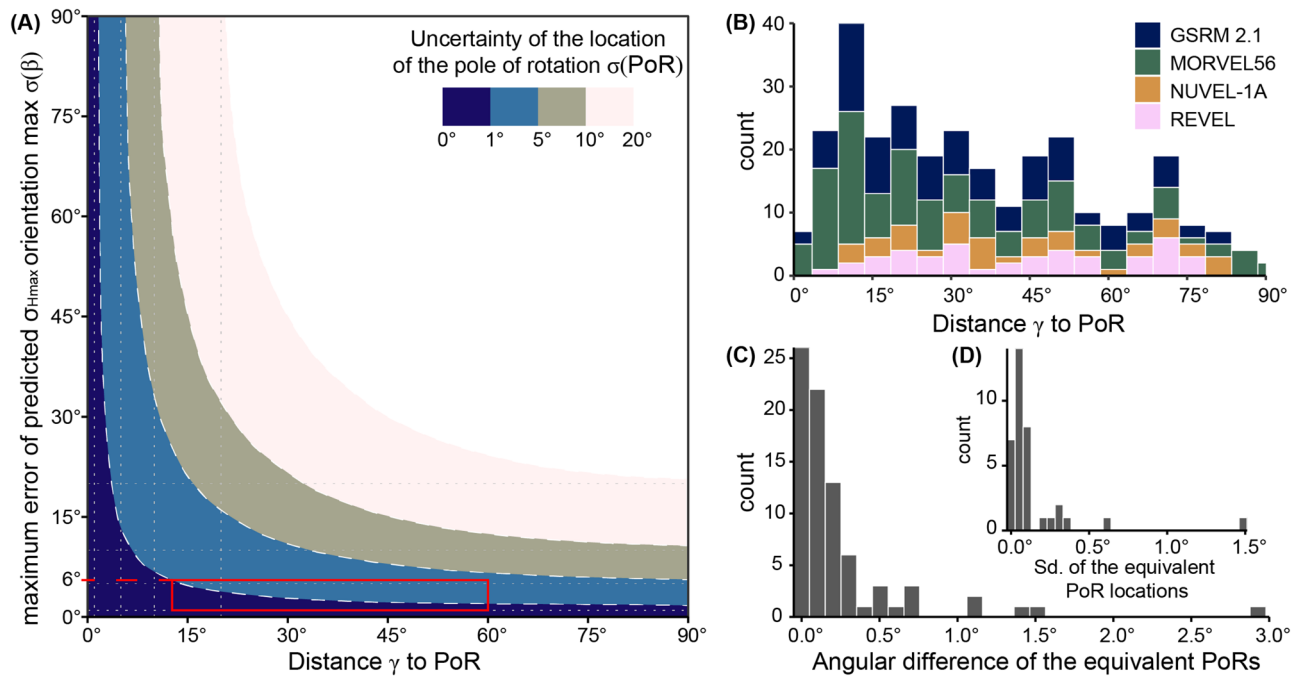 (A)
90°
75°
60°
45°
30°
15°
6°
0°
maximum error of predicted σHmax orientation max σ(β)
Uncertainty of the location
of the pole of rotation σ(PoR)
0° 1° 5° 10° 20°
0° 15° 30° 45° 60° 75° 90°
Distance γ to PoR
(B)
40
30
20
10
0
count
GSRM 2.1
MORVEL56
NUVEL-1A
REVEL
0° 15° 30° 45° 60° 75° 90°
Distance γ to PoR
(C)
25
20
15
10
5
0
count
0.0° 0.5° 1.0° 1.5° 2.0° 2.5° 3.0°
Angular difference of the equivalent PoRs
(D)
10
5
0
count
0.0° 0.5° 1.0° 1.5°
Sd. of the equivalent
PoR locations